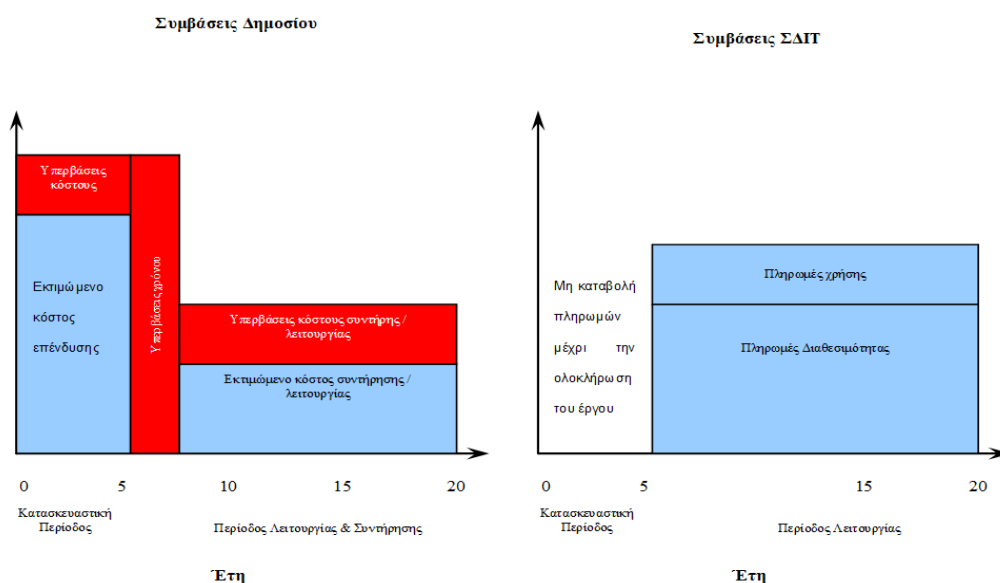 Συμβάσεις Δημοσίου
Υπερβάσεις
κόστους
Εκτιμώμενο
κόστος
επένδυσης
Υπερβάσεις χρόνου
Υπερβάσεις κόστους συντήρης /
λειτουργίας
Εκτιμώμενο κόστος συντήρησης /
λειτουργίας
0 5 10 15 20
Κατασκευαστική
Περίοδος
Περίοδος Λειτουργίας & Συντήρησης
Έτη
Συμβάσεις ΣΔΙΤ
Μη καταβολή
πληρωμών
μέχρι την
ολοκλήρωση
του έργου
Πληρωμές χρήσης
Πληρωμές Διαθεσιμότητας
0 5 15 20
Κατασκευαστική
Περίοδος
Περίοδος Λειτουργίας
Έτη